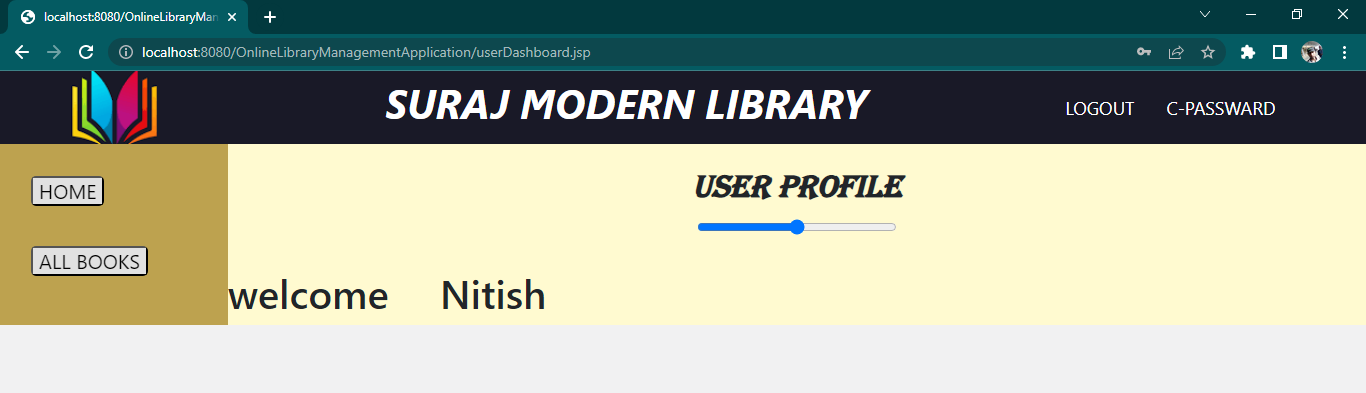 localhost:8080/OnlineLibraryMan
localhost:8080/OnlineLibraryManagementApplication/userDashboard.jsp
SURAJ MODERN LIBRARY
LOGOUT C-PASSWARD
HOME
USER PROFILE
ALL BOOKS
welcome Nitish